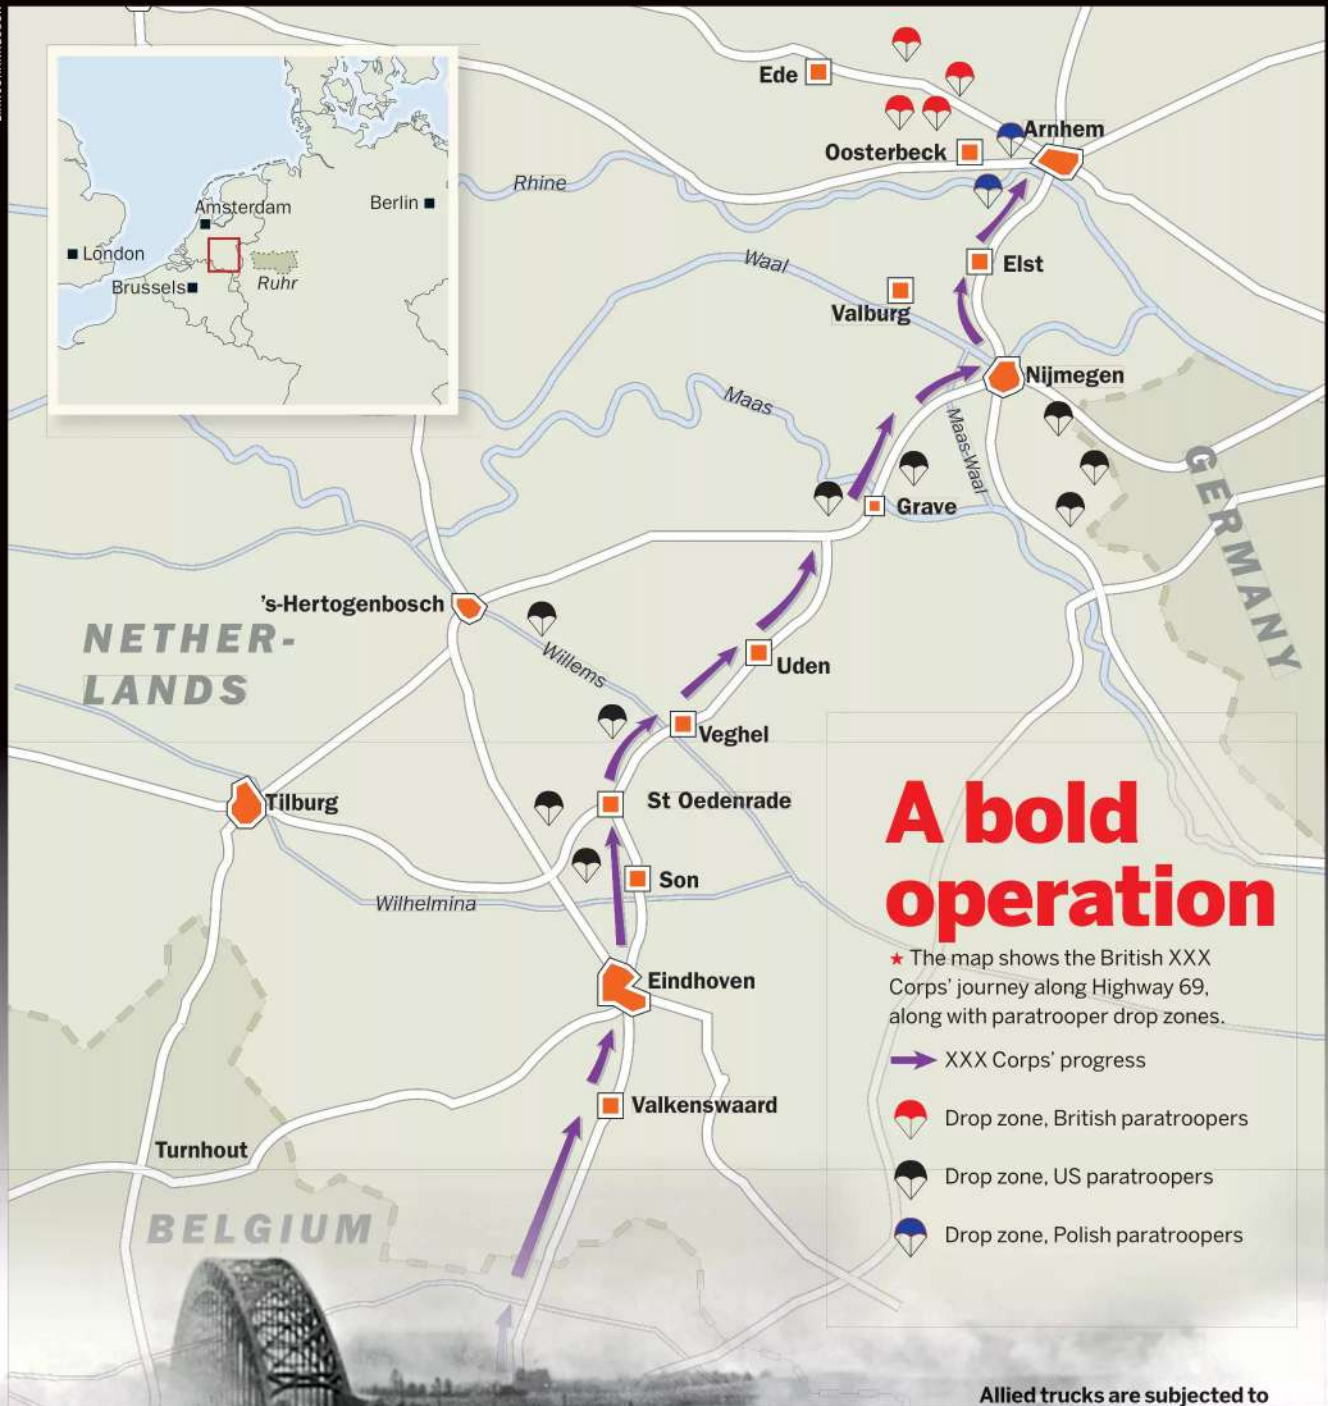 Ede
Arnhem
Oosterbeck
Rhine
Amsterdam
Berlin
London
Brussels
Ruhr
Waal
Elst
Valburg
Nijmegen
Maas
Maas-Waal
Grave
GERMANY
's-Hertogenbosch
NETHER-
LANDS
Willems
Uden
Veghel
Tilburg
St Oedenrade
Son
Wilhelmina
Eindhoven
Valkenswaard
Turnhout
BELGIUM
A bold
operation
★ The map shows the British XXX
Corps' journey along Highway 69,
along with paratrooper drop zones.
XXX Corps' progress
Drop zone, British paratroopers
Drop zone, US paratroopers
Drop zone, Polish paratroopers
Allied trucks are subjected to